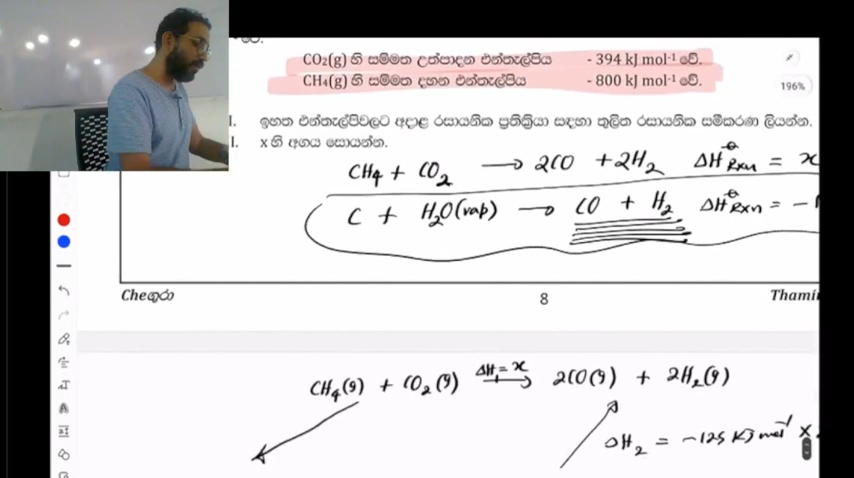 CO₂(g) හි සම්මත උත්පාදන එන්තැල්පිය - 394 kJ mol⁻¹ වේ.
CH₄(g) හි සම්මත දහන එන්තැල්පිය - 800 kJ mol⁻¹ වේ.
196%
I. ඉහත එන්තැල්පිවලට අදාළ රසායනික ප්‍රතික්‍රියා සඳහා තුලිත රසායනික සමීකරණ ලියන්න.
I. x හි අගය සොයන්න.
CH₄ + CO₂ → 2CO + 2H₂ ΔH°Rxn = x
C + H₂O(vap) → CO + H₂ ΔH°Rxn = -1
Cheගුරා 8 Thami
CH₄(g) + CO₂(g) ΔH₁=x → 2CO(g) + 2H₂(g)
ΔH₂ = -125 kJ mol⁻¹ x